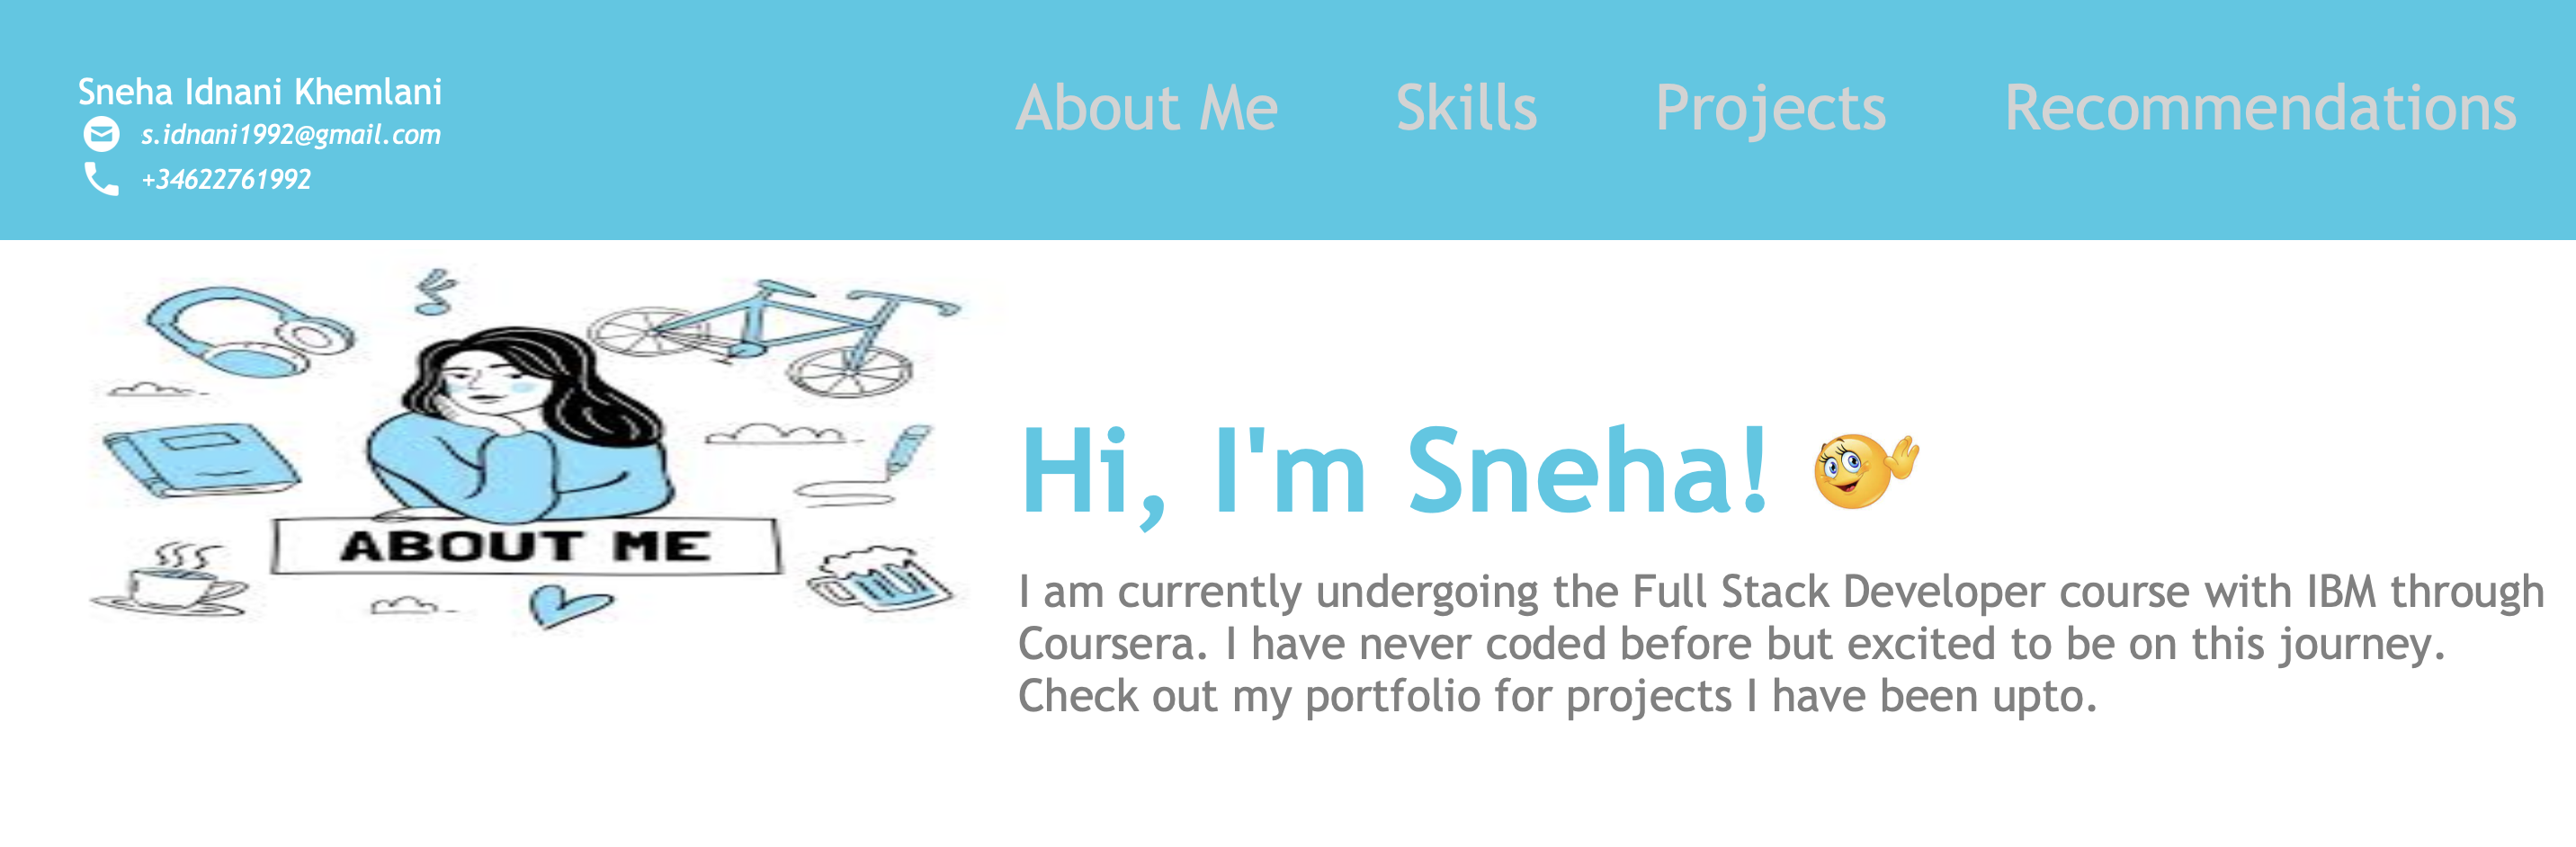 Sneha Idnani Khemlani
s.idnani1992@gmail.com
+34622761992
About Me Skills Projects Recommendations
ABOUT ME
Hi, I'm Sneha!
I am currently undergoing the Full Stack Developer course with IBM through
Coursera. I have never coded before but excited to be on this journey.
Check out my portfolio for projects I have been upto.